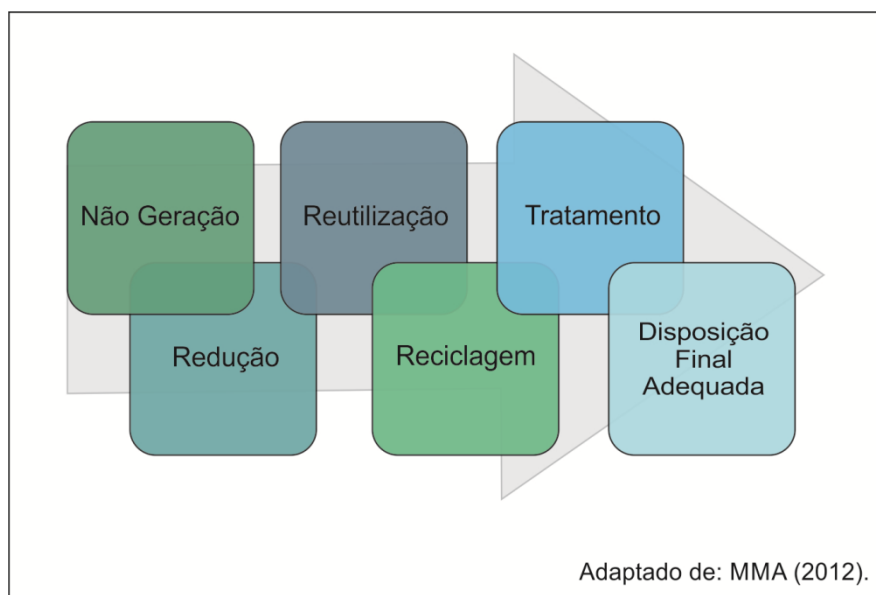 Não Geração
Redução
Reutilização
Reciclagem
Tratamento
Disposição
Final
Adequada
Adaptado de: MMA (2012).